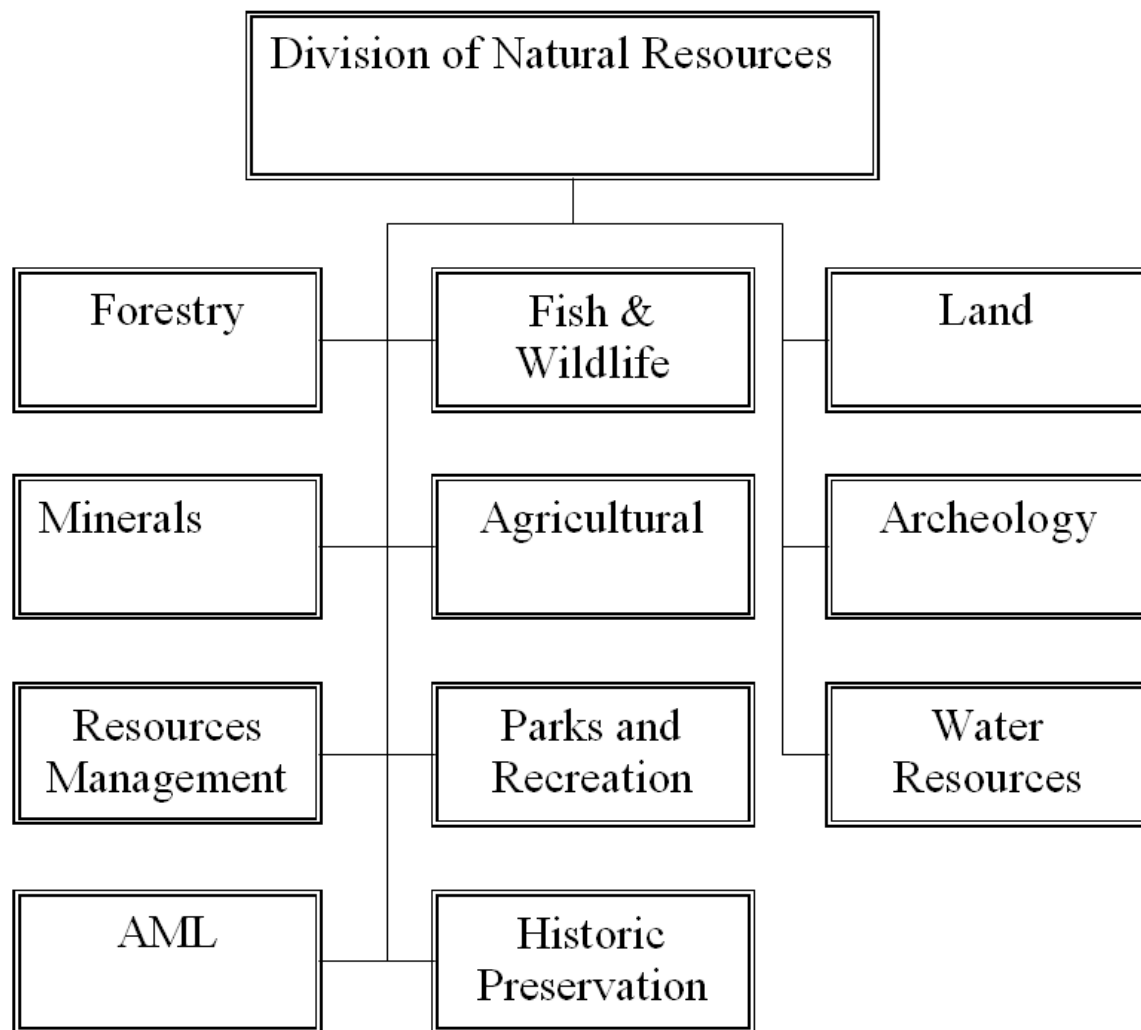 Division of Natural Resources
Forestry
Fish &
Wildlife
Land
Minerals
Agricultural
Archeology
Resources
Management
Parks and
Recreation
Water
Resources
AML
Historic
Preservation